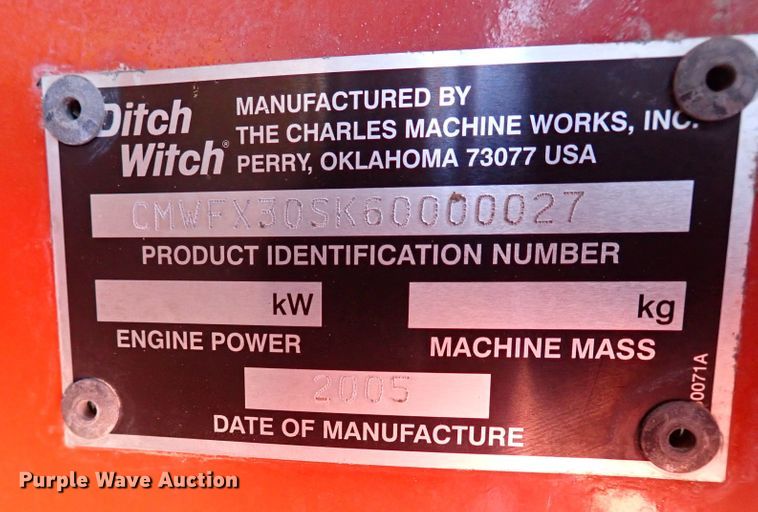 Ditch
Witch®
MANUFACTURED BY
THE CHARLES MACHINE WORKS, INC.
PERRY, OKLAHOMA 73077 USA
CMWFX30SK60000027
PRODUCT IDENTIFICATION NUMBER
kW
kg
ENGINE POWER
MACHINE MASS
2005
DATE OF MANUFACTURE
Purple Wave Auction